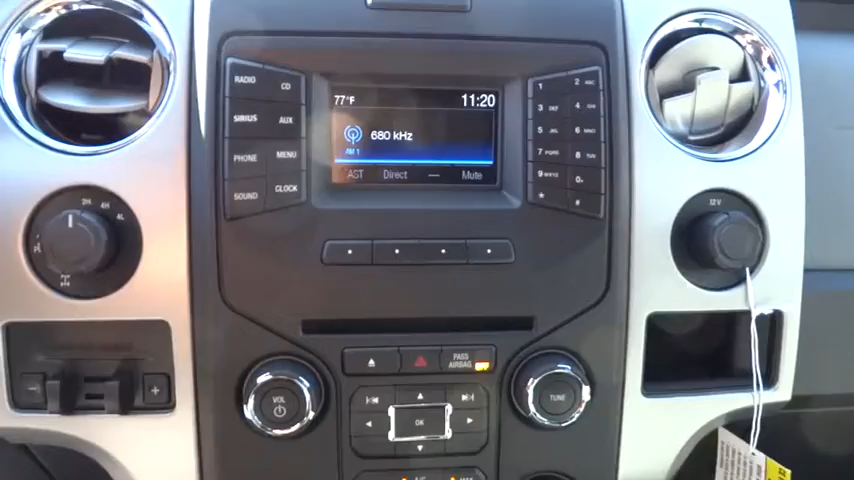 RADIO CD
SIRIUS AUX
PHONE MENU
SOUND CLOCK
77°F 11:20
680 kHz
AM 1
AST Direct Mute
1 2 ABC
3 DEF 4 GHI
5 JKL 6 MNO
7 PQRS 8 TUV
9 WXYZ 0
*  #
2H 4H 4L
12V
PASS
AIRBAG
OFF
VOL
OK
TUNE